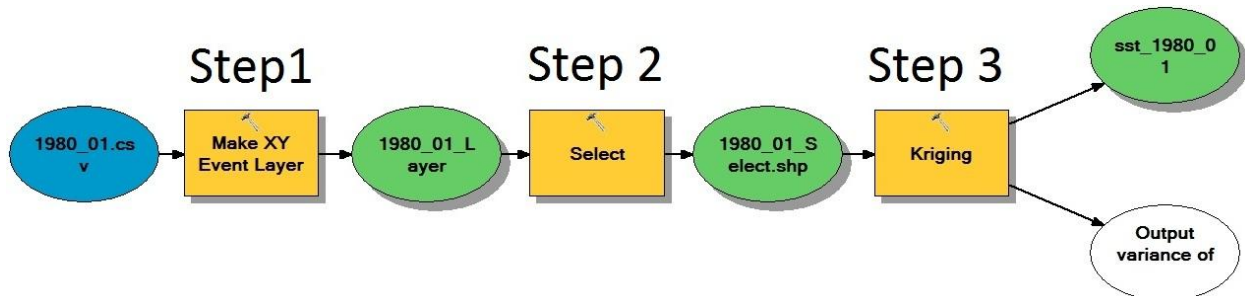 Step1
Step 2
Step 3
1980_01.cs
v
Make XY
Event Layer
1980_01_L
ayer
Select
1980_01_S
elect.shp
Kriging
sst_1980_0
1
Output
variance of